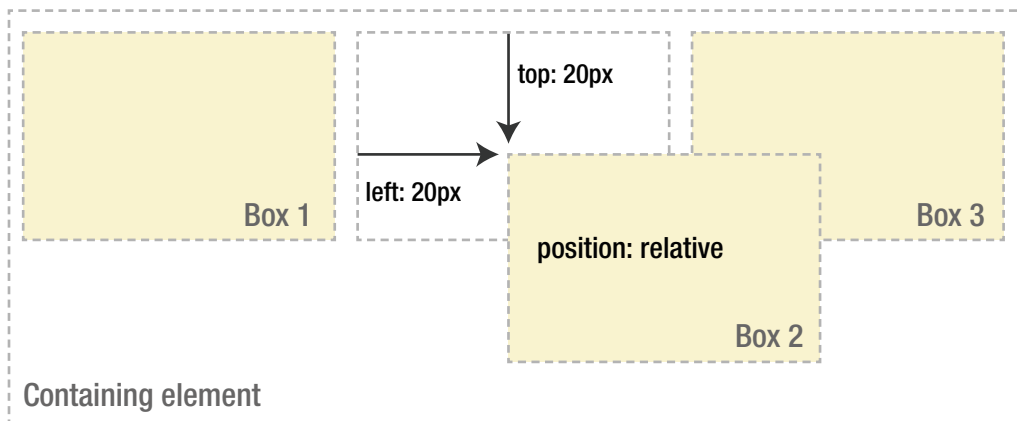 top: 20px
left: 20px
Box 1
Box 3
position: relative
Box 2
Containing element